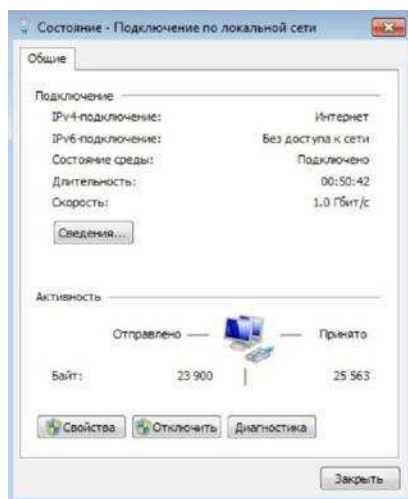 Состояние - Подключение по локальной сети
Общие
Подключение
IPv4-подключение: Интернет
IPv6-подключение: Без доступа к сети
Состояние среды: Подключено
Длительность: 00:50:42
Скорость: 1.0 Гбит/с
Сведения...
Активность
Отправлено — — Принято
Байт: 23 900 | 25 563
Свойства Отключить Диагностика
Закрыть